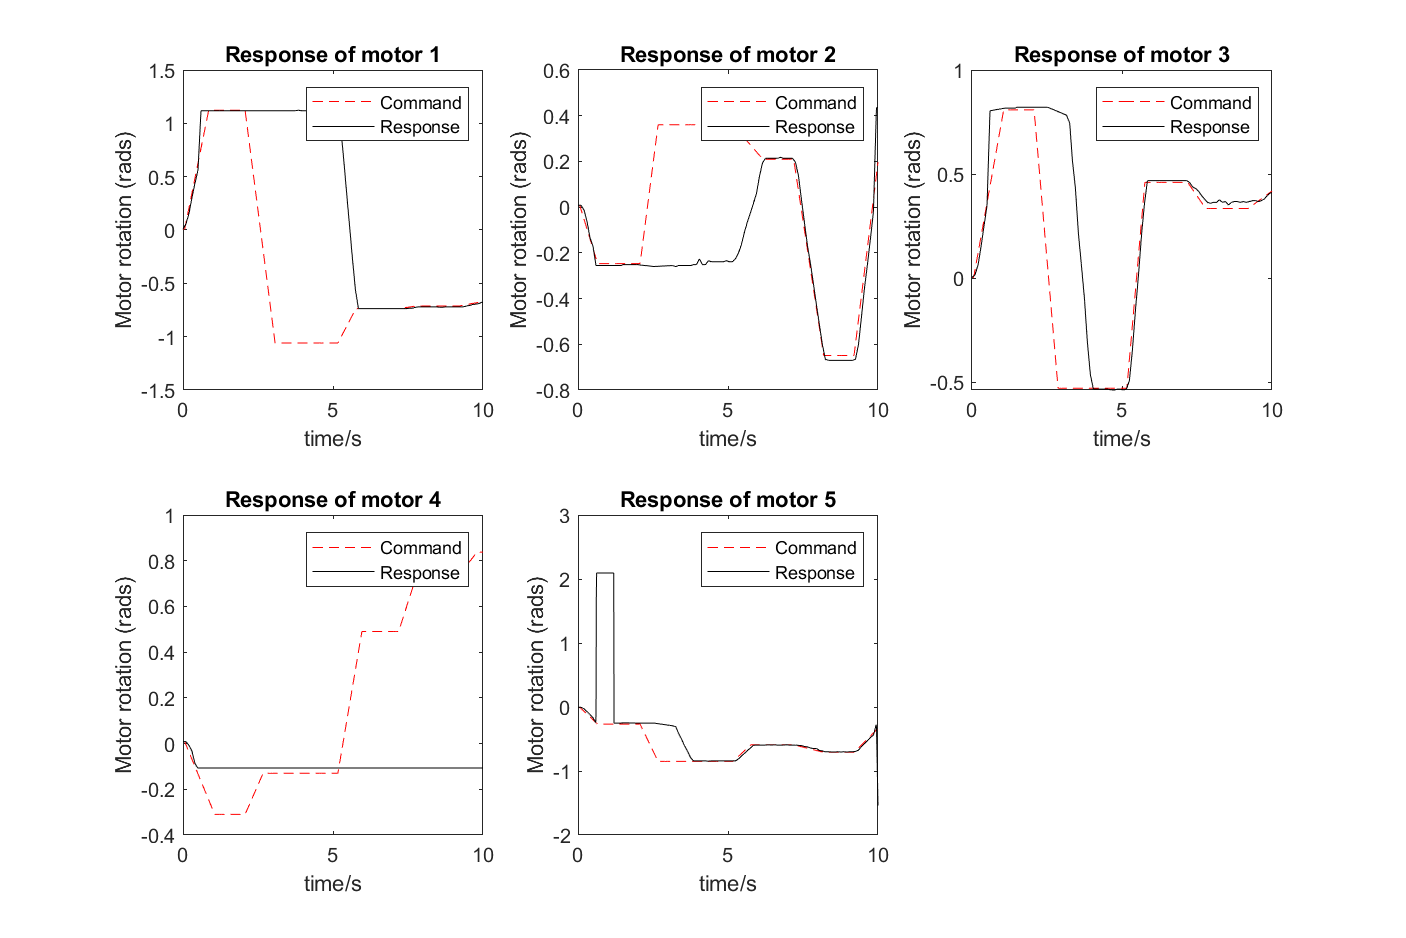 Response of motor 1
Command
Response
Motor rotation (rads)
1.5
1
0.5
0
-0.5
-1
-1.5
0
5
10
time/s
Response of motor 2
Command
Response
Motor rotation (rads)
0.6
0.4
0.2
0
-0.2
-0.4
-0.6
-0.8
0
5
10
time/s
Response of motor 3
Command
Response
Motor rotation (rads)
1
0.5
0
-0.5
0
5
10
time/s
Response of motor 4
Command
Response
Motor rotation (rads)
1
0.8
0.6
0.4
0.2
0
-0.2
-0.4
0
5
10
time/s
Response of motor 5
Command
Response
Motor rotation (rads)
3
2
1
0
-1
-2
0
5
10
time/s